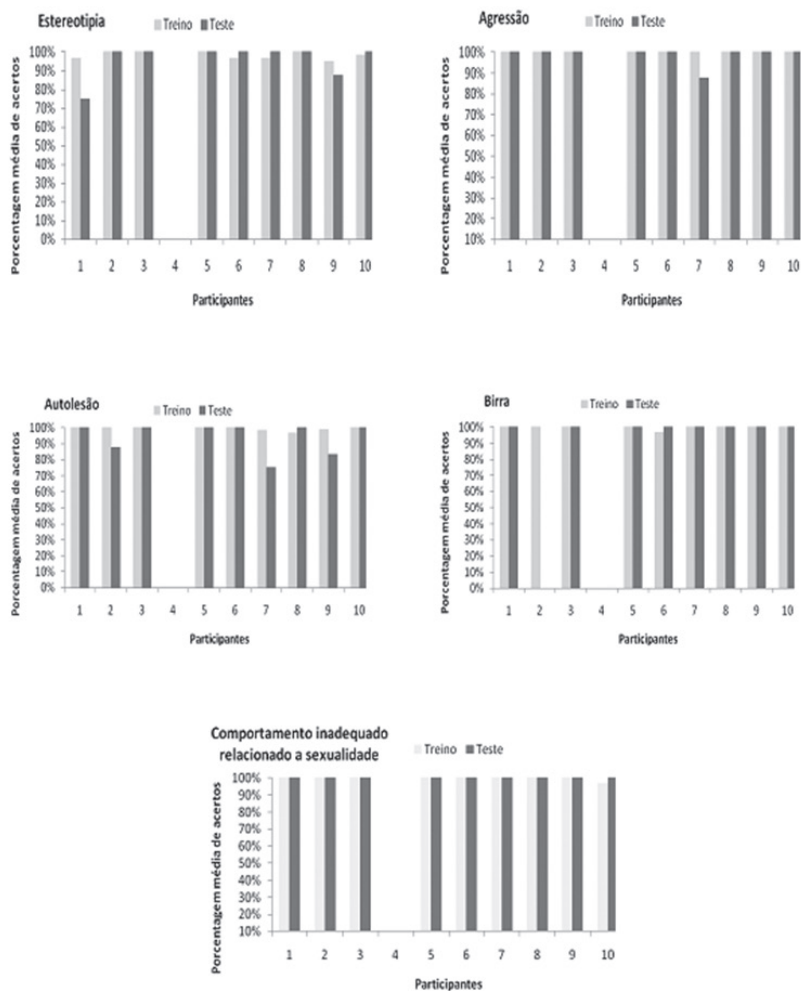 Estereotipia
Treino Teste
Porcentagem média de acertos
100%
90%
80%
70%
60%
50%
40%
30%
20%
10%
0%
1 2 3 4 5 6 7 8 9 10
Participantes
Agressão
Treino Teste
Porcentagem média de acertos
100%
90%
80%
70%
60%
50%
40%
30%
20%
10%
1 2 3 4 5 6 7 8 9 10
Participantes
Autolesão
Treino Teste
Porcentagem média de acertos
100%
90%
80%
70%
60%
50%
40%
30%
20%
10%
0%
1 2 3 4 5 6 7 8 9 10
Participantes
Birra
Treino Teste
Porcentagem média de acertos
100%
90%
80%
70%
60%
50%
40%
30%
20%
10%
0%
1 2 3 4 5 6 7 8 9 10
Participantes
Comportamento inadequado
relacionado a sexualidade
Treino Teste
Porcentagem média de acertos
100%
90%
80%
70%
60%
50%
40%
30%
20%
10%
1 2 3 4 5 6 7 8 9 10
Participantes